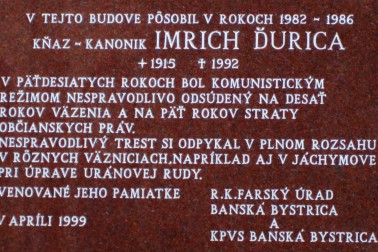 V TEJTO BUDOVE PÔSOBIL V ROKOCH 1982 - 1986
KŇAZ - KANONIK IMRICH ĎURICA
+ 1915 ✝ 1992
V PÄŤDESIATYCH ROKOCH BOL KOMUNISTICKÝM
REŽIMOM NESPRAVODLIVO ODSÚDENÝ NA DESAŤ
ROKOV VÄZENIA A NA PÄŤ ROKOV STRATY
OBČIANSKYCH PRÁV.
NESPRAVODLIVÝ TREST SI ODPYKAL V PLNOM ROZSAHU
V RÔZNYCH VÄZNICIACH,NAPRÍKLAD AJ V JÁCHYMOVE
PRI ÚPRAVE URÁNOVEJ RUDY.
VENOVANÉ JEHO PAMIATKE R.K.FARSKÝ ÚRAD
BANSKÁ BYSTRICA
V APRÍLI 1999 A
KPVS BANSKÁ BYSTRICA